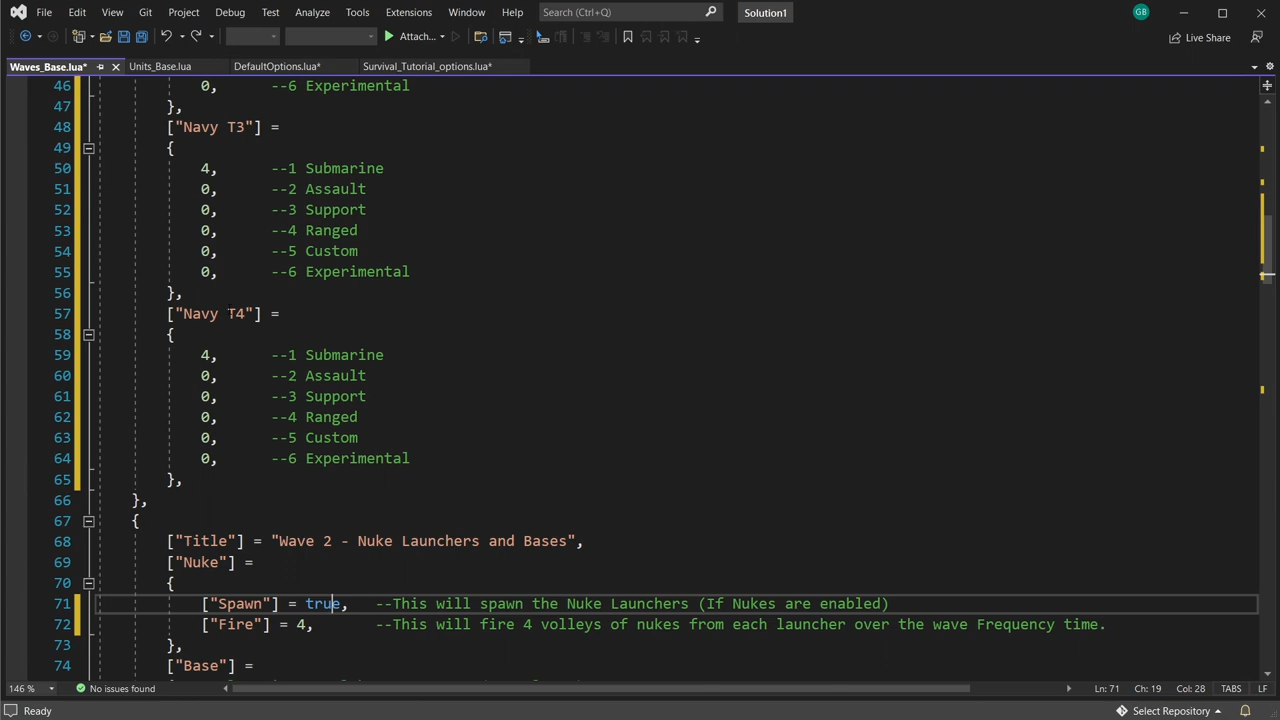 File Edit View Git Project Debug Test Analyze Tools Extensions Window Help Search (Ctrl+Q) Solution1 GB
Attach... Live Share
Waves_Base.lua* Units_Base.lua DefaultOptions.lua* Survival_Tutorial_options.lua*
46 0, --6 Experimental
47 },
48 ["Navy T3"] =
49 {
50 4, --1 Submarine
51 0, --2 Assault
52 0, --3 Support
53 0, --4 Ranged
54 0, --5 Custom
55 0, --6 Experimental
56 },
57 ["Navy T4"] =
58 {
59 4, --1 Submarine
60 0, --2 Assault
61 0, --3 Support
62 0, --4 Ranged
63 0, --5 Custom
64 0, --6 Experimental
65 },
66 },
67 {
68 ["Title"] = "Wave 2 - Nuke Launchers and Bases",
69 ["Nuke"] =
70 {
71 ["Spawn"] = true, --This will spawn the Nuke Launchers (If Nukes are enabled)
72 ["Fire"] = 4, --This will fire 4 volleys of nukes from each launcher over the wave Frequency time.
73 },
74 ["Base"] =
146 % No issues found Ln: 71 Ch: 19 Col: 28 TABS LF
Ready Select Repository